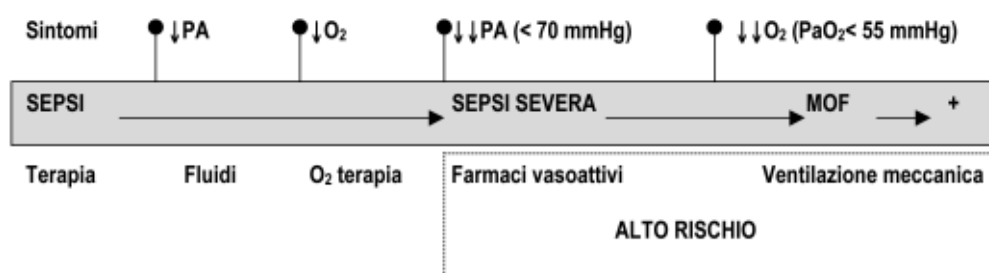 Sintomi ↓PA ↓O₂ ↓↓PA (< 70 mmHg) ↓↓O₂ (PaO₂< 55 mmHg)
SEPSI SEPSI SEVERA MOF +
Terapia Fluidi O₂ terapia Farmaci vasoattivi Ventilazione meccanica
ALTO RISCHIO